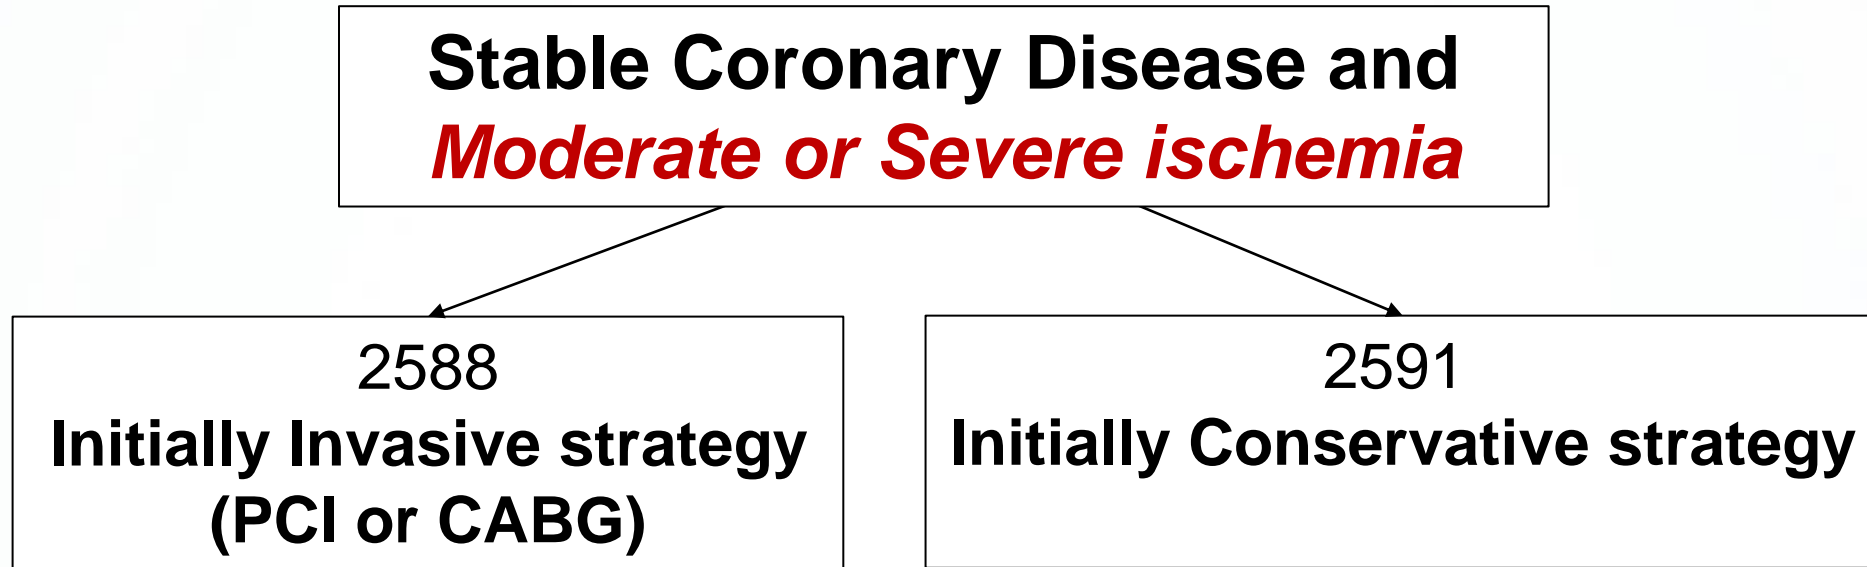 Stable Coronary Disease and
Moderate or Severe ischemia
2588
Initially Invasive strategy
(PCI or CABG)
2591
Initially Conservative strategy